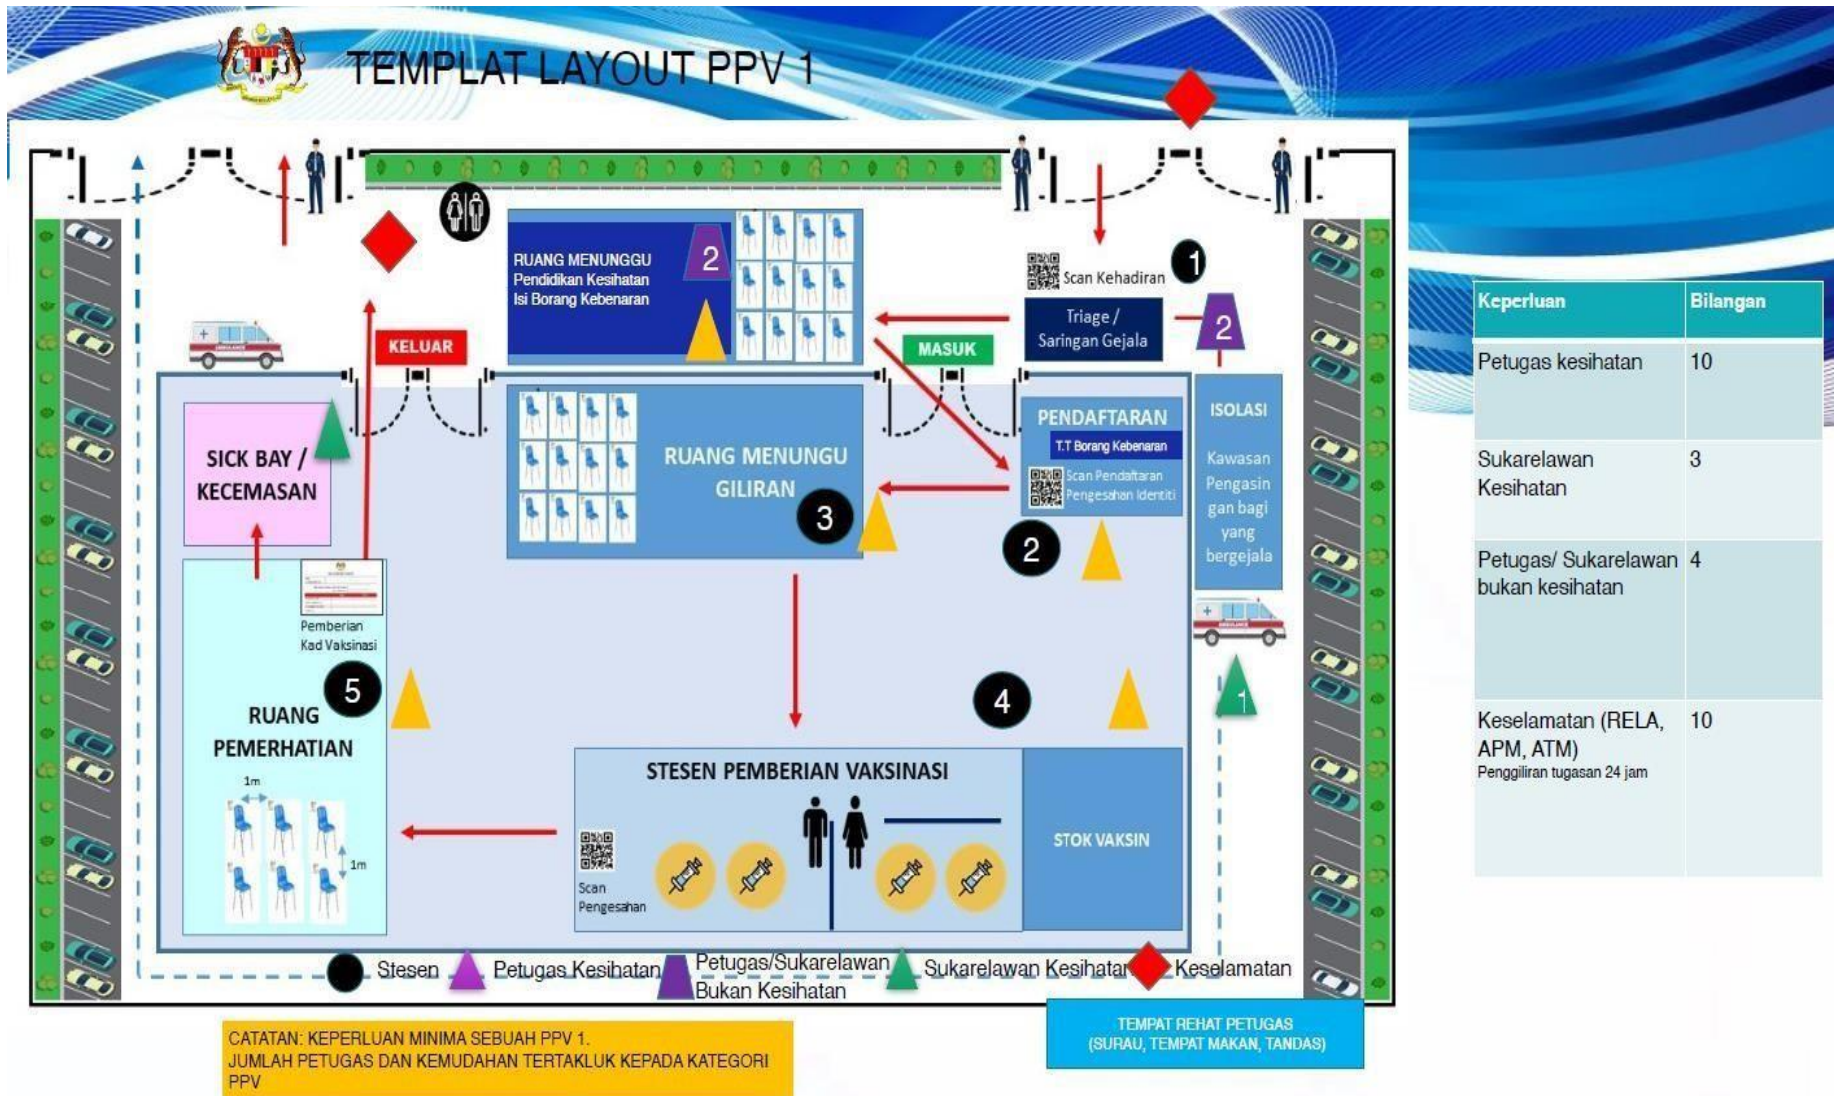 TEMPLAT LAYOUT PPV 1
RUANG MENUNGGU
Pendidikan Kesihatan
Isi Borang Kebenaran
2
1
Scan Kehadiran
Triage /
Saringan Gejala
2
KELUAR
MASUK
SICK BAY /
KECEMASAN
RUANG MENUNGU
GILIRAN
3
PENDAFTARAN
T.T Borang Kebenaran
Scan Pendaftaran
Pengesahan Identiti
2
ISOLASI
Kawasan
Pengasin
gan bagi
yang
bergejala
AMBULANCE
AMBULANCE
Pemberian
Kad Vaksinasi
5
RUANG
PEMERHATIAN
1m
1m
4
1
STESEN PEMBERIAN VAKSINASI
Scan
Pengesahan
STOK VAKSIN
Stesen
Petugas Kesihatan
Petugas/Sukarelawan
Bukan Kesihatan
Sukarelawan Kesihatan
Keselamatan
CATATAN: KEPERLUAN MINIMA SEBUAH PPV 1.
JUMLAH PETUGAS DAN KEMUDAHAN TERTAKLUK KEPADA KATEGORI
PPV
TEMPAT REHAT PETUGAS
(SURAU, TEMPAT MAKAN, TANDAS)
Keperluan Bilangan
Petugas kesihatan 10
Sukarelawan 3
Kesihatan
Petugas/ Sukarelawan 4
bukan kesihatan
Keselamatan (RELA, 10
APM, ATM)
Penggiliran tugasan 24 jam